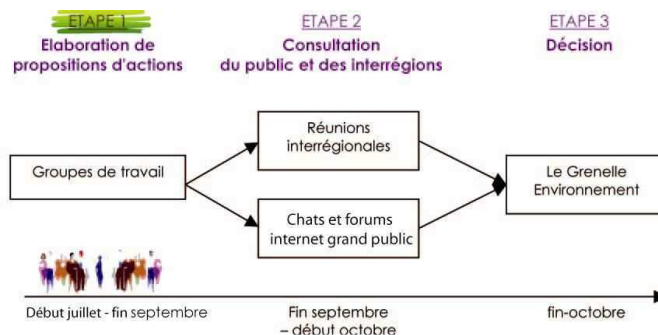 ETAPE 1
Elaboration de
propositions d'actions
ETAPE 2
Consultation
du public et des interrégions
ETAPE 3
Décision
Groupes de travail
Réunions
interrégionales
Chats et forums
internet grand public
Le Grenelle
Environnement
Début juillet - fin septembre
Fin septembre
– début octobre
fin-octobre